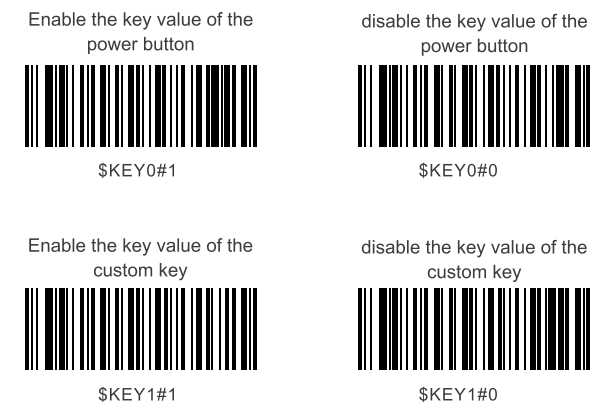 Enable the key value of the
power button
$KEY0#1
disable the key value of the
power button
$KEY0#0
Enable the key value of the
custom key
$KEY1#1
disable the key value of the
custom key
$KEY1#0